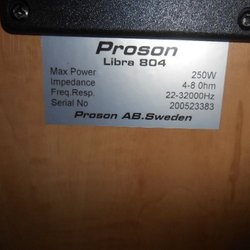 Proson
Libra 804
Max Power 250W
Impedance 4-8 0hm
Freq.Resp. 22-32000Hz
Serial No 200523383
Proson AB.Sweden